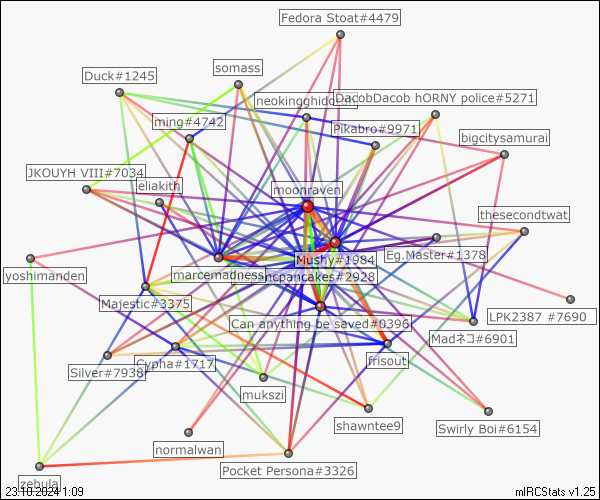 Fedora Stoat#4479
somass
Duck#1245
DacobDacob hORNY police#5271
ming#4742
Pikabro#9971
bigcitysamurai
JKOUYH VIII#7034
eliakith
moonraven
thesecondtwat
Mushy#1984
Eg.Master#1378
yoshimanden
marcemadness
Majestic#3375
LPK2387 #7690
Can anything be saved#0396
Madネコ#6901
Silver#7938
Cypha#1717
frisout
mukszi
shawntee9
Swirly Boi#6154
normalwan
Pocket Persona#3326
zebula
23.10.2024 1:09
mIRCStats v1.25